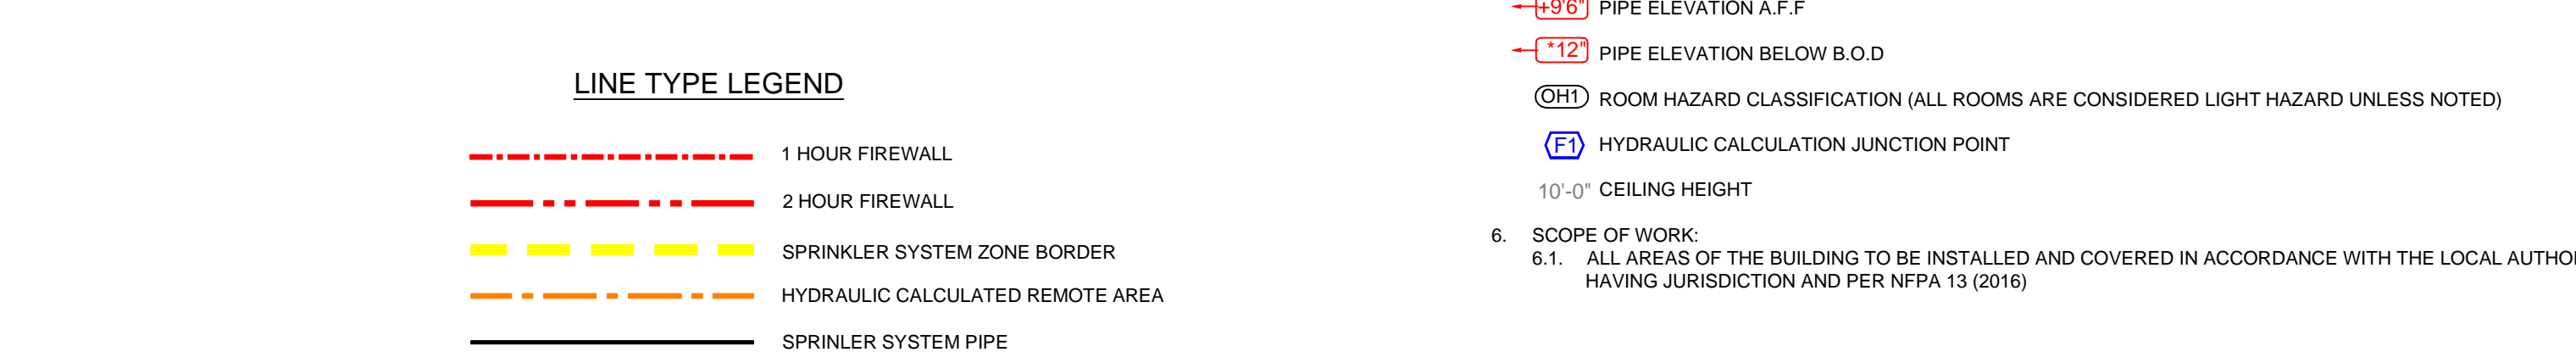 LINE TYPE LEGEND
1 HOUR FIREWALL
2 HOUR FIREWALL
SPRINKLER SYSTEM ZONE BORDER
HYDRAULIC CALCULATED REMOTE AREA
SPRINLER SYSTEM PIPE
+9'6" PIPE ELEVATION A.F.F
*12" PIPE ELEVATION BELOW B.O.D
OH1 ROOM HAZARD CLASSIFICATION (ALL ROOMS ARE CONSIDERED LIGHT HAZARD UNLESS NOTED)
F1 HYDRAULIC CALCULATION JUNCTION POINT
10'-0" CEILING HEIGHT
6. SCOPE OF WORK:
6.1. ALL AREAS OF THE BUILDING TO BE INSTALLED AND COVERED IN ACCORDANCE WITH THE LOCAL
HAVING JURISDICTION AND PER NFPA 13 (2016)